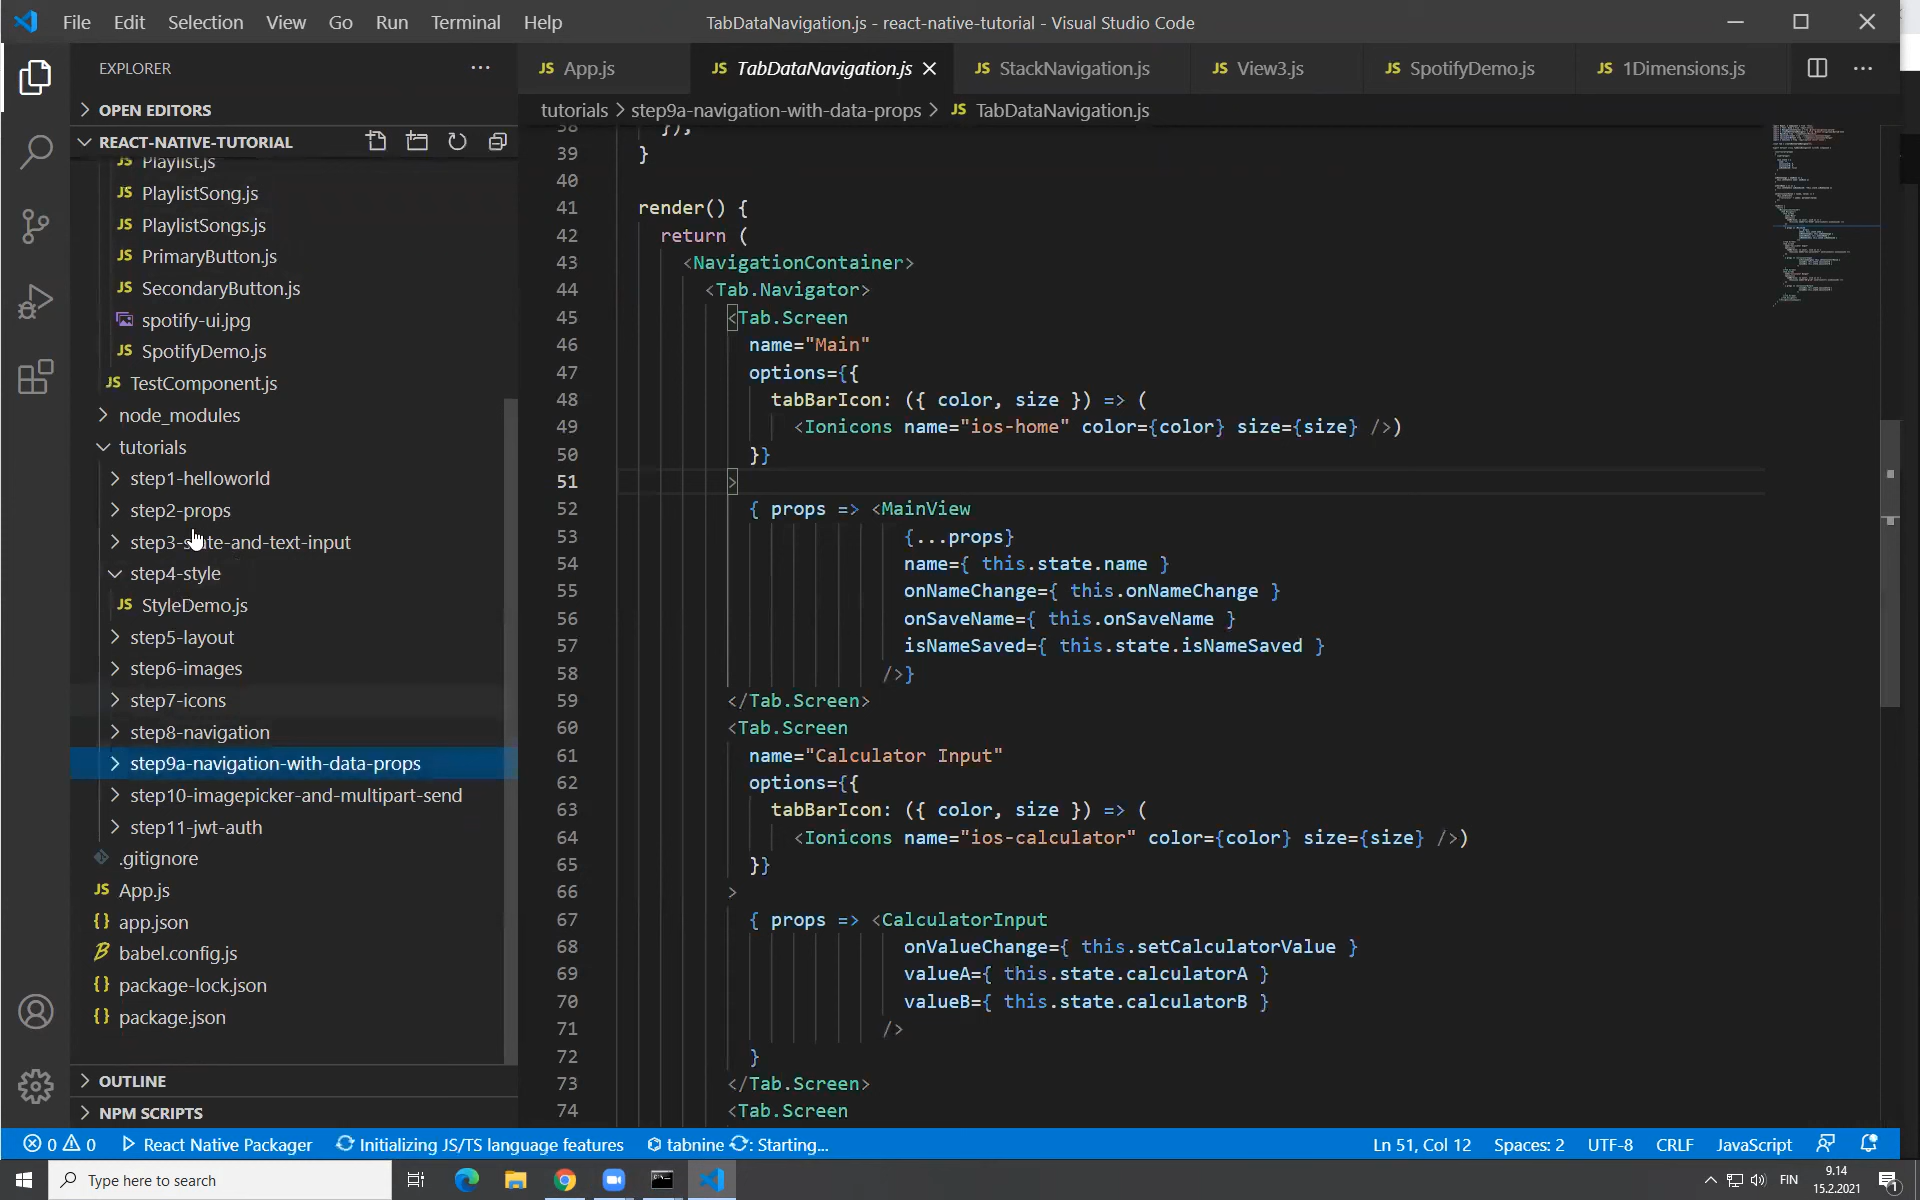 File Edit Selection View Go Run Terminal Help
TabDataNavigation.js - react-native-tutorial - Visual Studio Code
EXPLORER
OPEN EDITORS
REACT-NATIVE-TUTORIAL
Playlist.js
PlaylistSong.js
PlaylistSongs.js
PrimaryButton.js
SecondaryButton.js
spotify-ui.jpg
SpotifyDemo.js
TestComponent.js
node_modules
tutorials
step1-helloworld
step2-props
step3-state-and-text-input
step4-style
StyleDemo.js
step5-layout
step6-images
step7-icons
step8-navigation
step9a-navigation-with-data-props
step10-imagepicker-and-multipart-send
step11-jwt-auth
.gitignore
App.js
app.json
babel.config.js
package-lock.json
package.json
OUTLINE
NPM SCRIPTS
JS App.js JS TabDataNavigation.js JS StackNavigation.js JS View3.js JS SpotifyDemo.js JS 1Dimensions.js
tutorials > step9a-navigation-with-data-props > JS TabDataNavigation.js
38 });
39 }
40
41 render() {
42 return (
43 <NavigationContainer>
44 <Tab.Navigator>
45 <Tab.Screen
46 name="Main"
47 options={{
48 tabBarIcon: ({ color, size }) => (
49 <Ionicons name="ios-home" color={color} size={size} />)
50 }}
51 >
52 { props => <MainView
53 {...props}
54 name={ this.state.name }
55 onNameChange={ this.onNameChange }
56 onSaveName={ this.onSaveName }
57 isNameSaved={ this.state.isNameSaved }
58 />}
59 </Tab.Screen>
60 <Tab.Screen
61 name="Calculator Input"
62 options={{
63 tabBarIcon: ({ color, size }) => (
64 <Ionicons name="ios-calculator" color={color} size={size} />)
65 }}
66 >
67 { props => <CalculatorInput
68 onValueChange={ this.setCalculatorValue }
69 valueA={ this.state.calculatorA }
70 valueB={ this.state.calculatorB }
71 />
72 }
73 </Tab.Screen>
74 <Tab.Screen
0 0 React Native Packager Initializing JS/TS language features tabnine : Starting... Ln 51, Col 12 Spaces: 2 UTF-8 CRLF JavaScript
Type here to search
FIN
9.14
15.2.2021
1